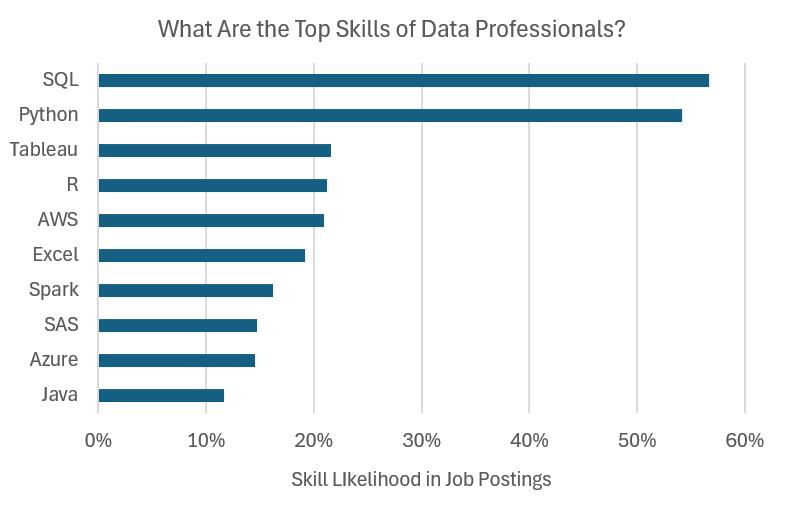 What Are the Top Skills of Data Professionals?
SQL
Python
Tableau
R
AWS
Excel
Spark
SAS
Azure
Java
0% 10% 20% 30% 40% 50% 60%
Skill LIkelihood in Job Postings